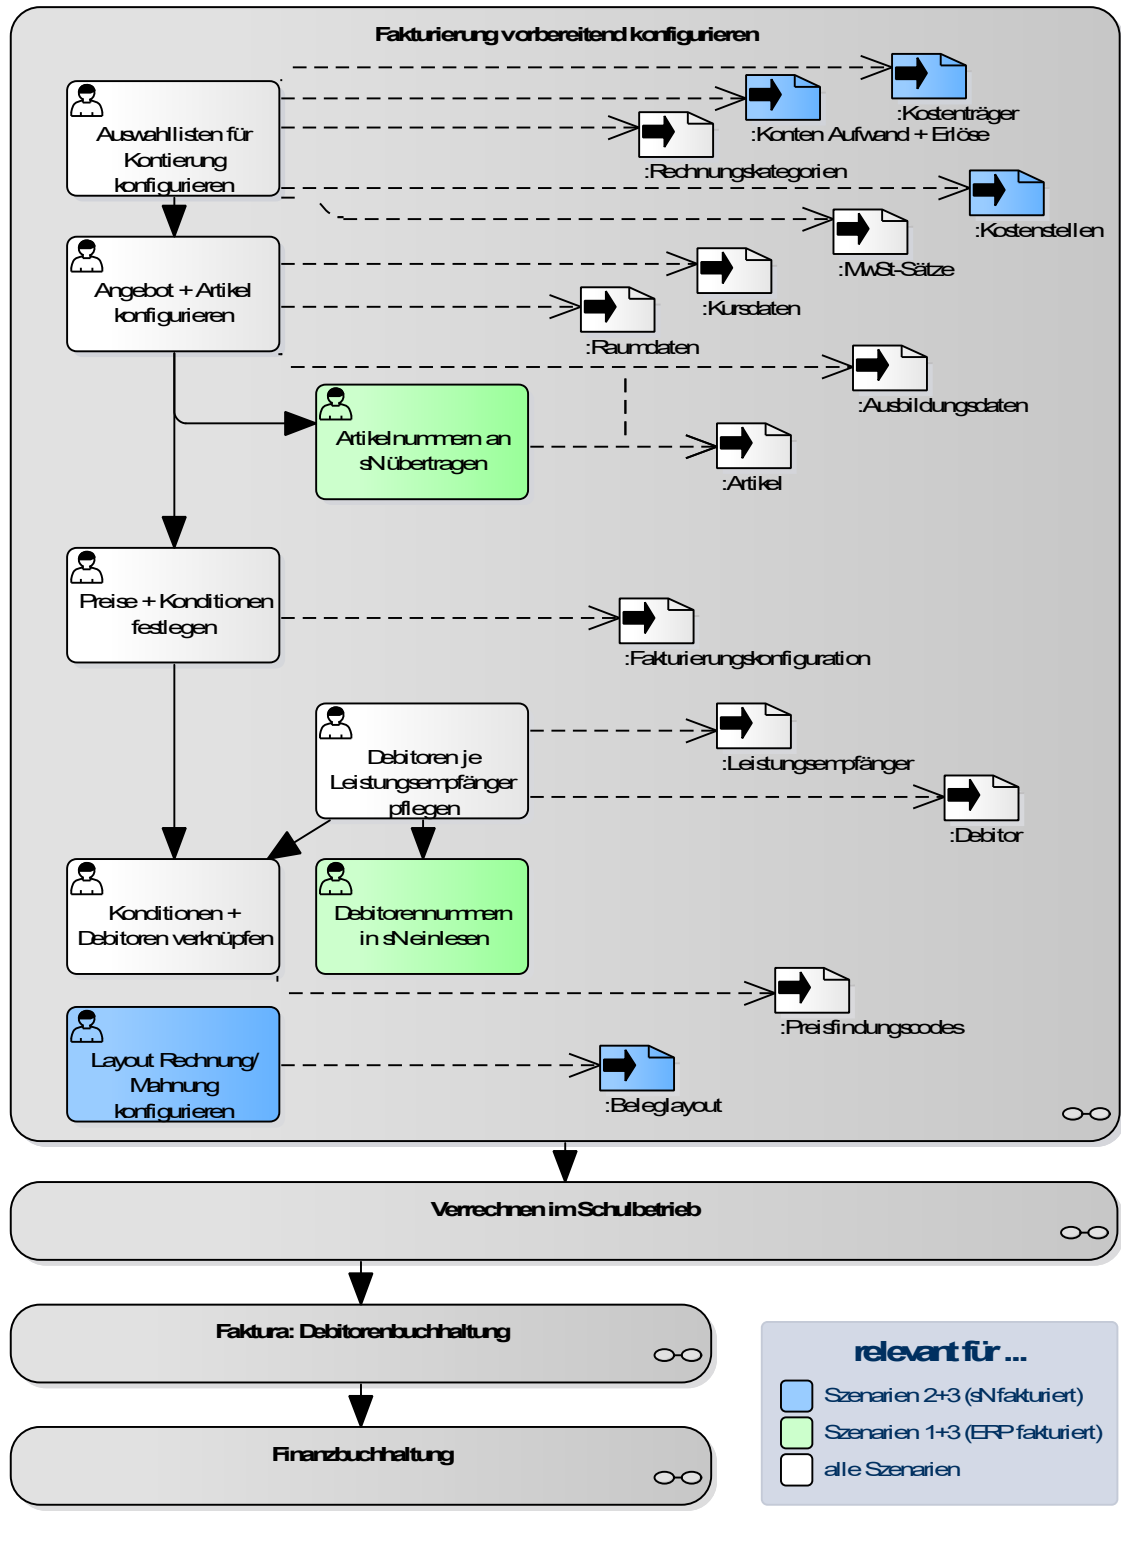 Fakturierung vorbereitend konfigurieren
:Kostenträger
:Konten Aufwand + Erlöse
Auswahllisten für
Kontierung
konfigurieren
:Rechnungskategorien
:Kostenstellen
:MwSt-Sätze
Angebot + Artikel
konfigurieren
:Kursdaten
:Raumdaten
:Ausbildungsdaten
Artikelnummern an
sN übertragen
:Artikel
Preise + Konditionen
festlegen
:Fakturierungskonfiguration
Debitoren je
Leistungsempfänger
pflegen
:Leistungsempfänger
:Debitor
Konditionen +
Debitoren verknüpfen
Debitorennummern
in sN einlesen
:Preisfindungscodes
Layout Rechnung/
Mahnung
konfigurieren
:Beleglayout
Verrechnen im Schulbetrieb
Faktura: Debitorenbuchhaltung
Finanzbuchhaltung
relevant für ...
Szenarien 2+3 (sN fakturiert)
Szenarien 1+3 (ERP fakturiert)
alle Szenarien